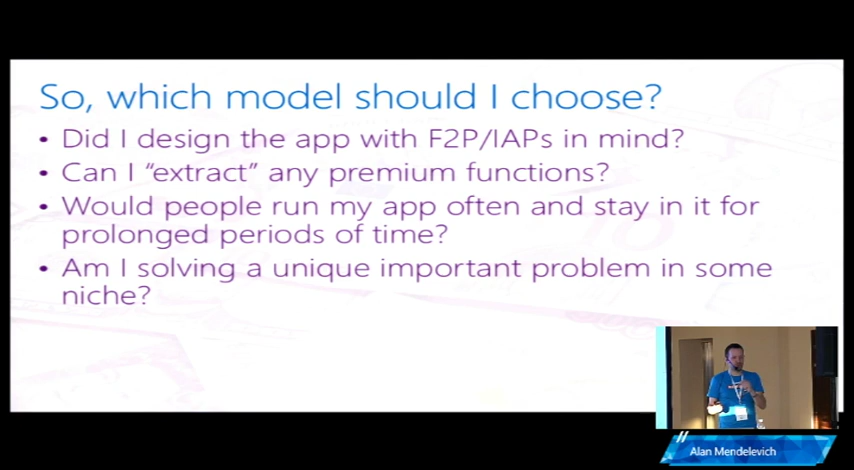 So, which model should I choose?
• Did I design the app with F2P/IAPs in mind?
• Can I “extract” any premium functions?
• Would people run my app often and stay in it for
prolonged periods of time?
• Am I solving a unique important problem in some
niche?
Alan Mendelevich